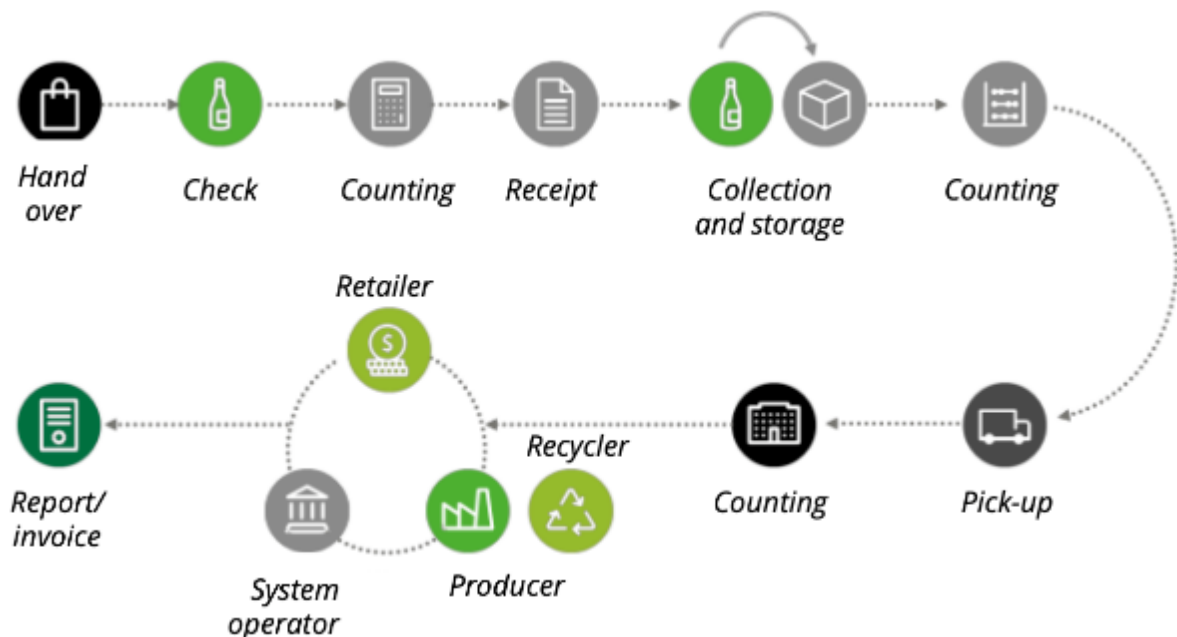 Hand
over
Check
Counting
Receipt
Collection
and storage
Counting
Retailer
S
Recycler
Report/
invoice
System
operator
Producer
Counting
Pick-up